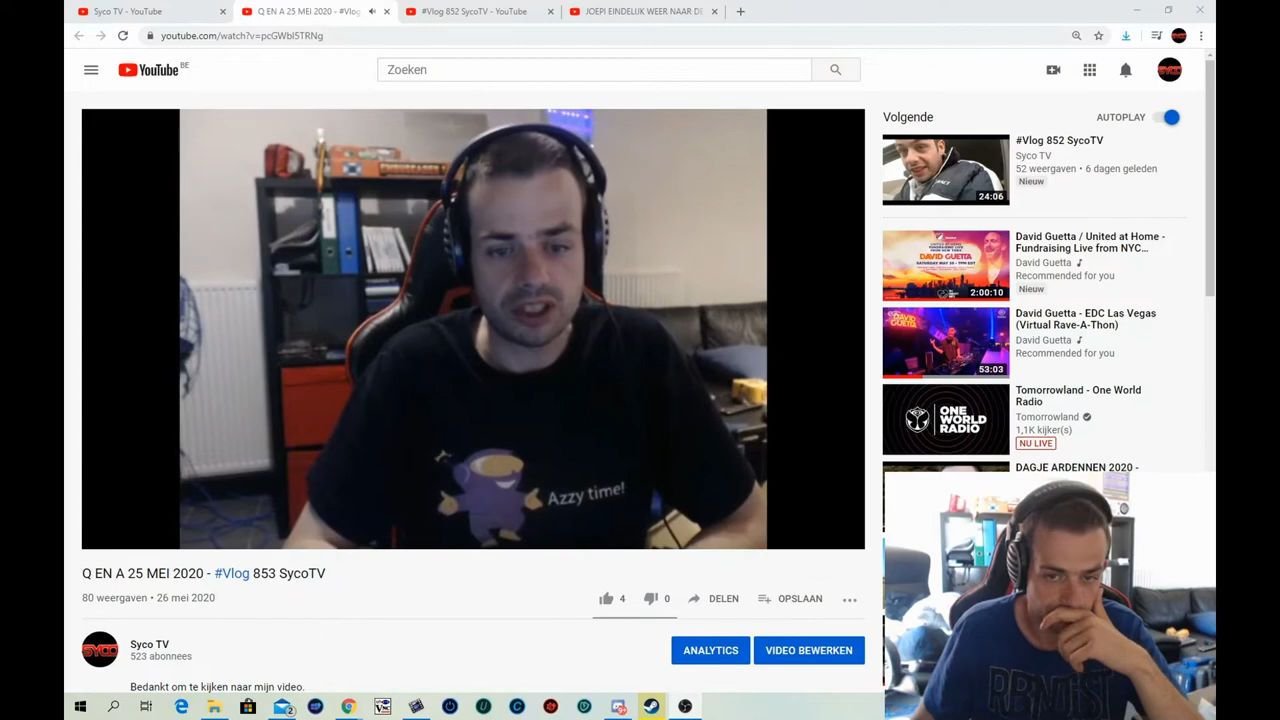 Syco TV - YouTube
Q EN A 25 MEI 2020 - #Vlog
#Vlog 852 SycoTV - YouTube
JOEPI EINDELIJK WEER NAAR DE
youtube.com/watch?v=pcGWbI5TRNg
YouTube BE
Zoeken
Volgende
AUTOPLAY
#Vlog 852 SycoTV
Syco TV
52 weergaven • 6 dagen geleden
Nieuw
24:06
David Guetta / United at Home -
Fundraising Live from NYC...
David Guetta
Recommended for you
Nieuw
DAVID GUETTA
2:00:10
David Guetta - EDC Las Vegas
(Virtual Rave-A-Thon)
David Guetta
Recommended for you
53:03
Tomorrowland - One World
Radio
Tomorrowland
1,1K kijker(s)
NU LIVE
ONE
WORLD
RADIO
DAGJE ARDENNEN 2020 -
Azzy time!
Q EN A 25 MEI 2020 - #Vlog 853 SycoTV
80 weergaven • 26 mei 2020
4
0
DELEN
OPSLAAN
SYCO
Syco TV
523 abonnees
ANALYTICS
VIDEO BEWERKEN
Bedankt om te kijken naar mijn video.